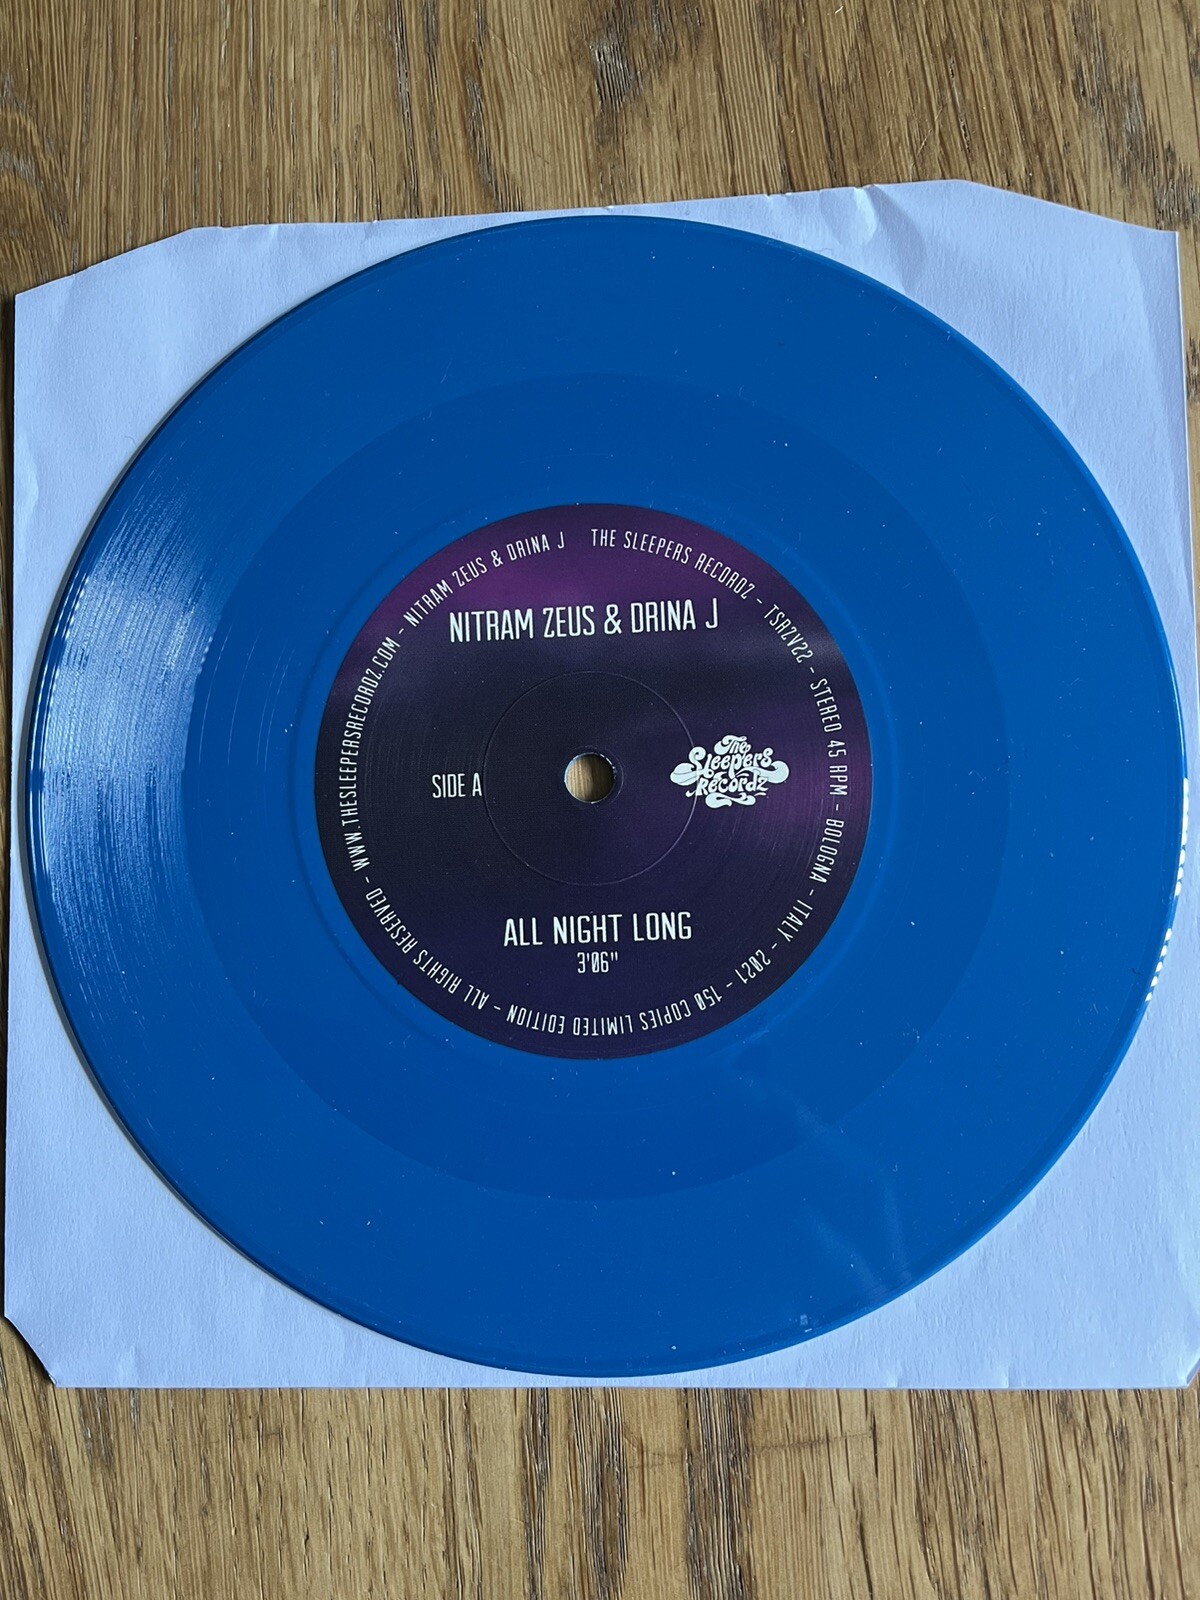 NITRAM ZEUS & DRINA J
SIDE A
The
Sleepers
Recordz
ALL NIGHT LONG
3'06"
THE SLEEPERS RECORDZ - TSRZV22 - STEREO 45 RPM - BOLOGNA - ITALY - 2021 - 150 COPIES LIMITED EDITION - ALL RIGHTS RESERVED - WWW.THESLEEPERSRECORDZ.COM - NITRAM ZEUS & DRINA J